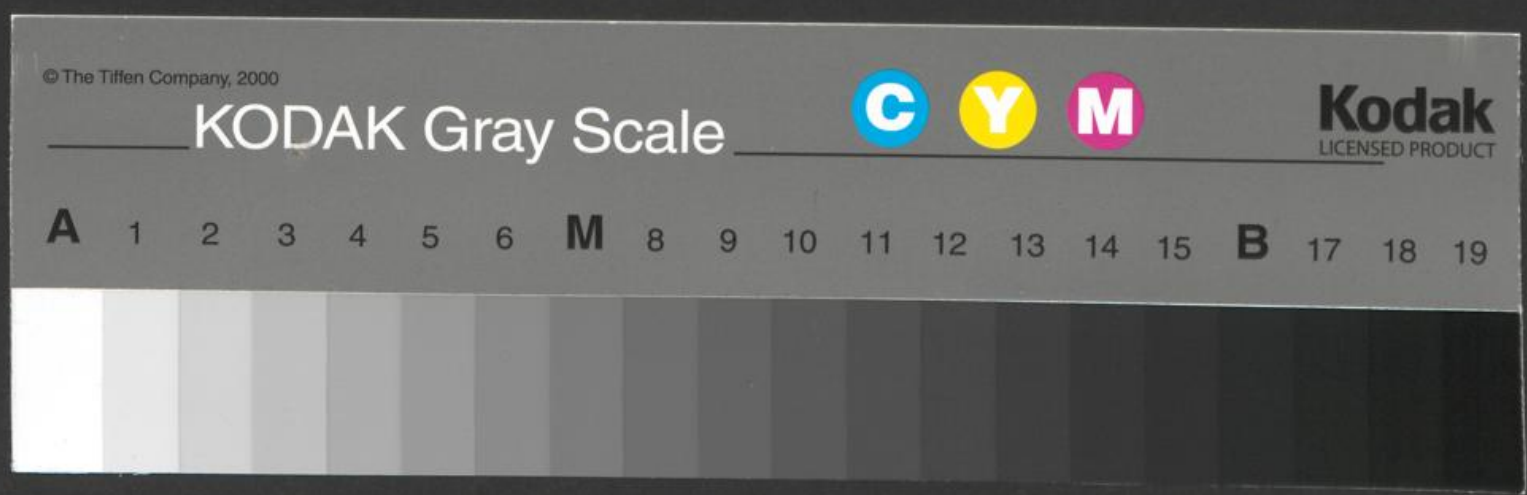 © The Tiffen Company, 2000
KODAK Gray Scale
C Y M
Kodak
LICENSED PRODUCT
A 1 2 3 4 5 6 M 8 9 10 11 12 13 14 15 B 17 18 19